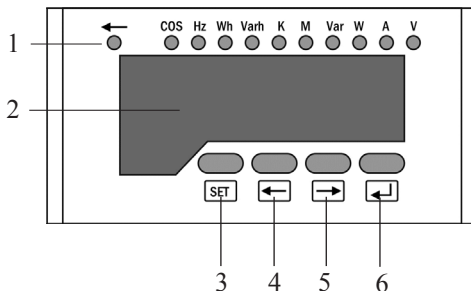 ← COS Hz Wh Varh K M Var W A V
1
2
SET ← → ↵
3 4 5 6